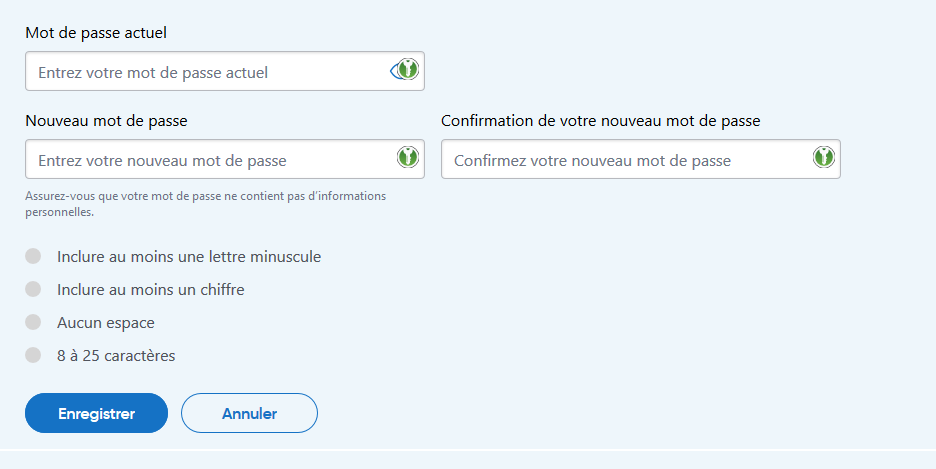 Mot de passe actuel
Entrez votre mot de passe actuel
Nouveau mot de passe
Confirmation de votre nouveau mot de passe
Entrez votre nouveau mot de passe
Confirmez votre nouveau mot de passe
Assurez-vous que votre mot de passe ne contient pas d’informations
personnelles.
Inclure au moins une lettre minuscule
Inclure au moins un chiffre
Aucun espace
8 à 25 caractères
Enregistrer
Annuler